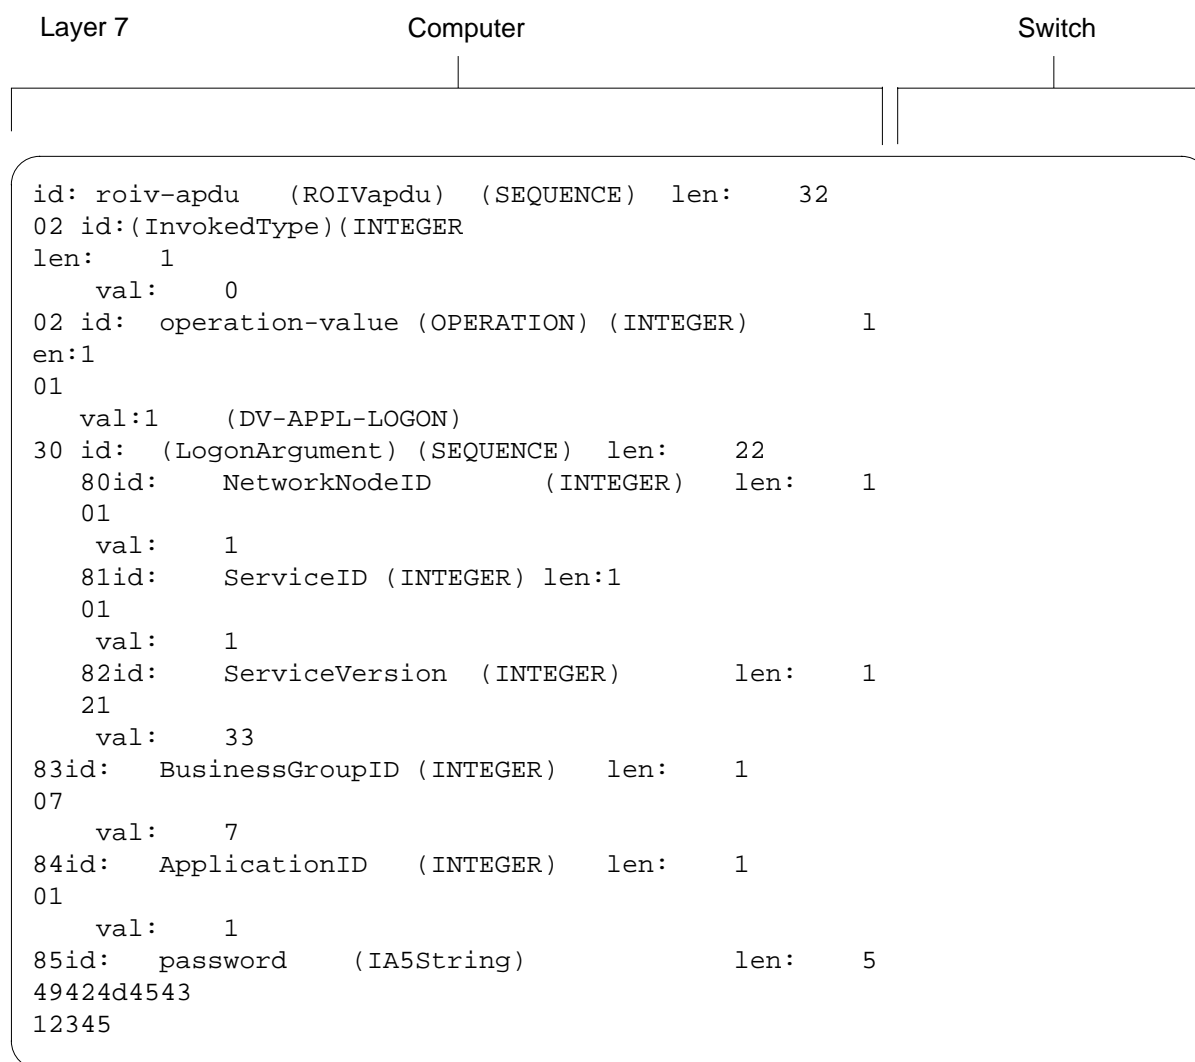 Layer 7 Computer Switch
id: roiv-apdu (ROIVapdu) (SEQUENCE) len: 32
02 id:(InvokedType)(INTEGER
len: 1
val: 0
02 id: operation-value (OPERATION) (INTEGER) l
en:1
01
val:1 (DV-APPL-LOGON)
30 id: (LogonArgument) (SEQUENCE) len: 22
80id: NetworkNodeID (INTEGER) len: 1
01
val: 1
81id: ServiceID (INTEGER) len:1
01
val: 1
82id: ServiceVersion (INTEGER) len: 1
21
val: 33
83id: BusinessGroupID (INTEGER) len: 1
07
val: 7
84id: ApplicationID (INTEGER) len: 1
01
val: 1
85id: password (IA5String) len: 5
49424d4543
12345